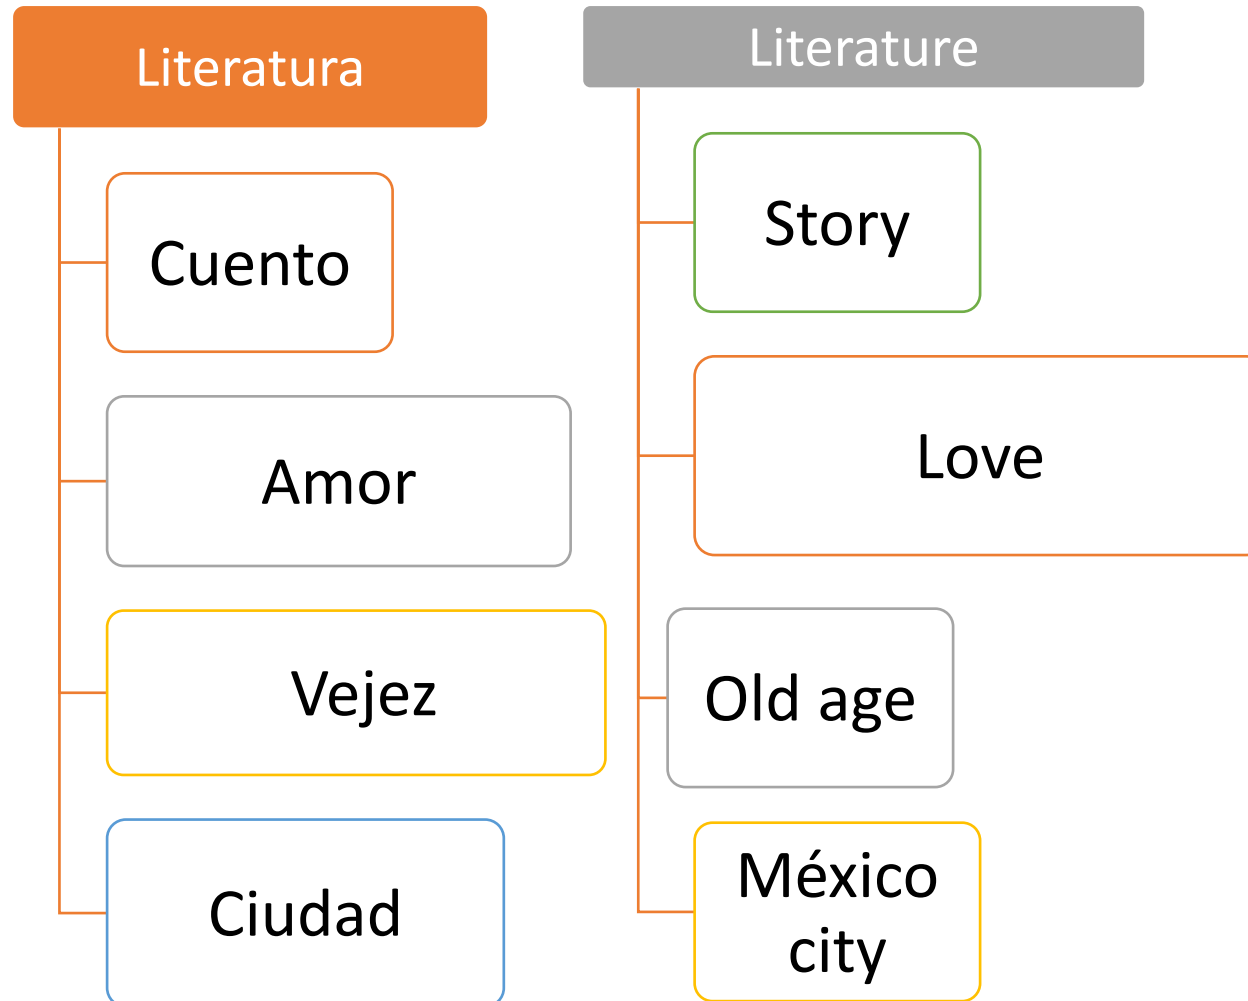 Literatura
Cuento
Amor
Vejez
Ciudad
Literature
Story
Love
Old age
México
city